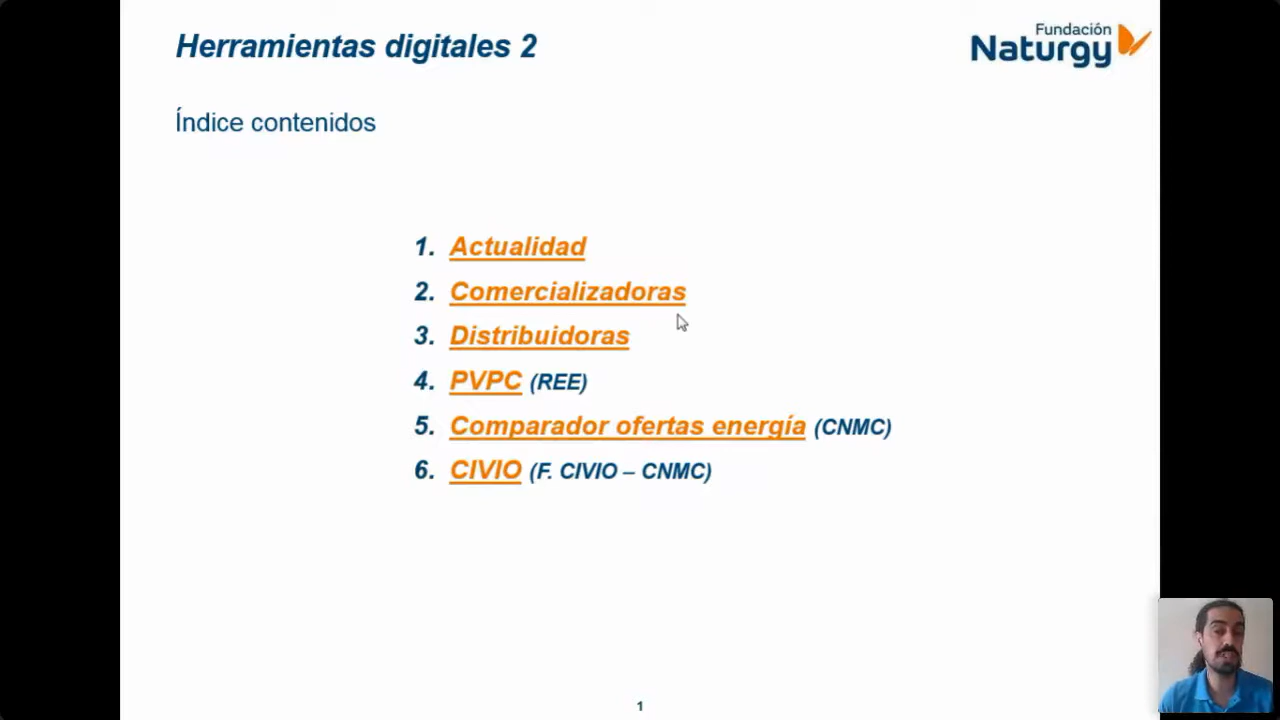 Herramientas digitales 2
Fundación
Naturgy
Índice contenidos
1. Actualidad
2. Comercializadoras
3. Distribuidoras
4. PVPC (REE)
5. Comparador ofertas energía (CNMC)
6. CIVIO (F. CIVIO – CNMC)
1